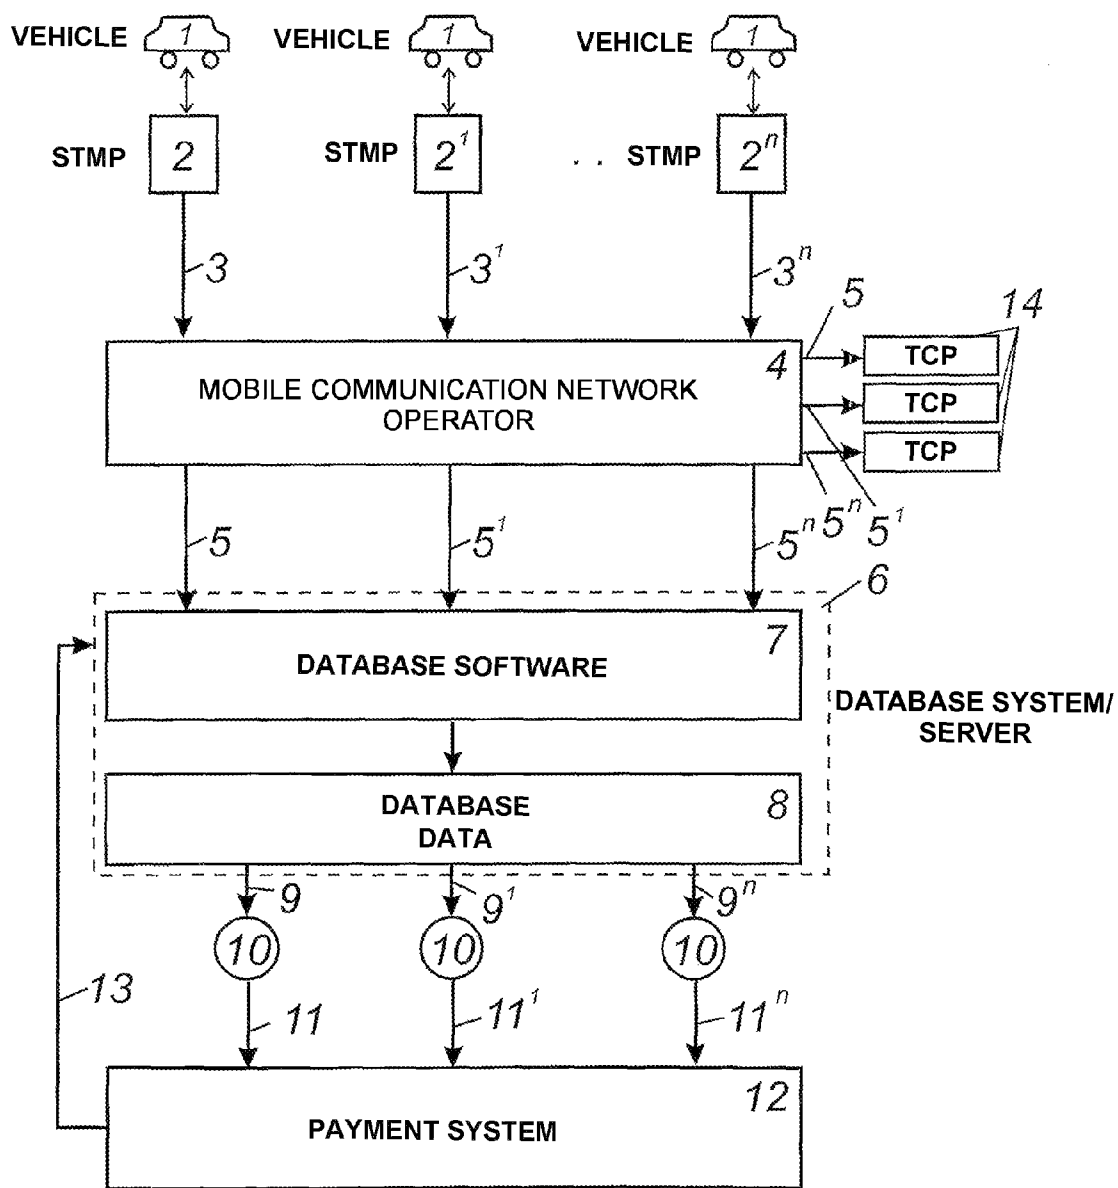 VEHICLE 1 VEHICLE 1 VEHICLE 1
STMP 2 STMP 2¹ . . STMP 2ⁿ
3 3¹ 3ⁿ
5 14
4 TCP
MOBILE COMMUNICATION NETWORK
OPERATOR
TCP
TCP
5 5¹ 5ⁿ 5ⁿ 5¹
6
7
DATABASE SOFTWARE
DATABASE SYSTEM/
SERVER
8
DATABASE
DATA
9 9¹ 9ⁿ
10 10 10
13 11 11¹ 11ⁿ
12
PAYMENT SYSTEM